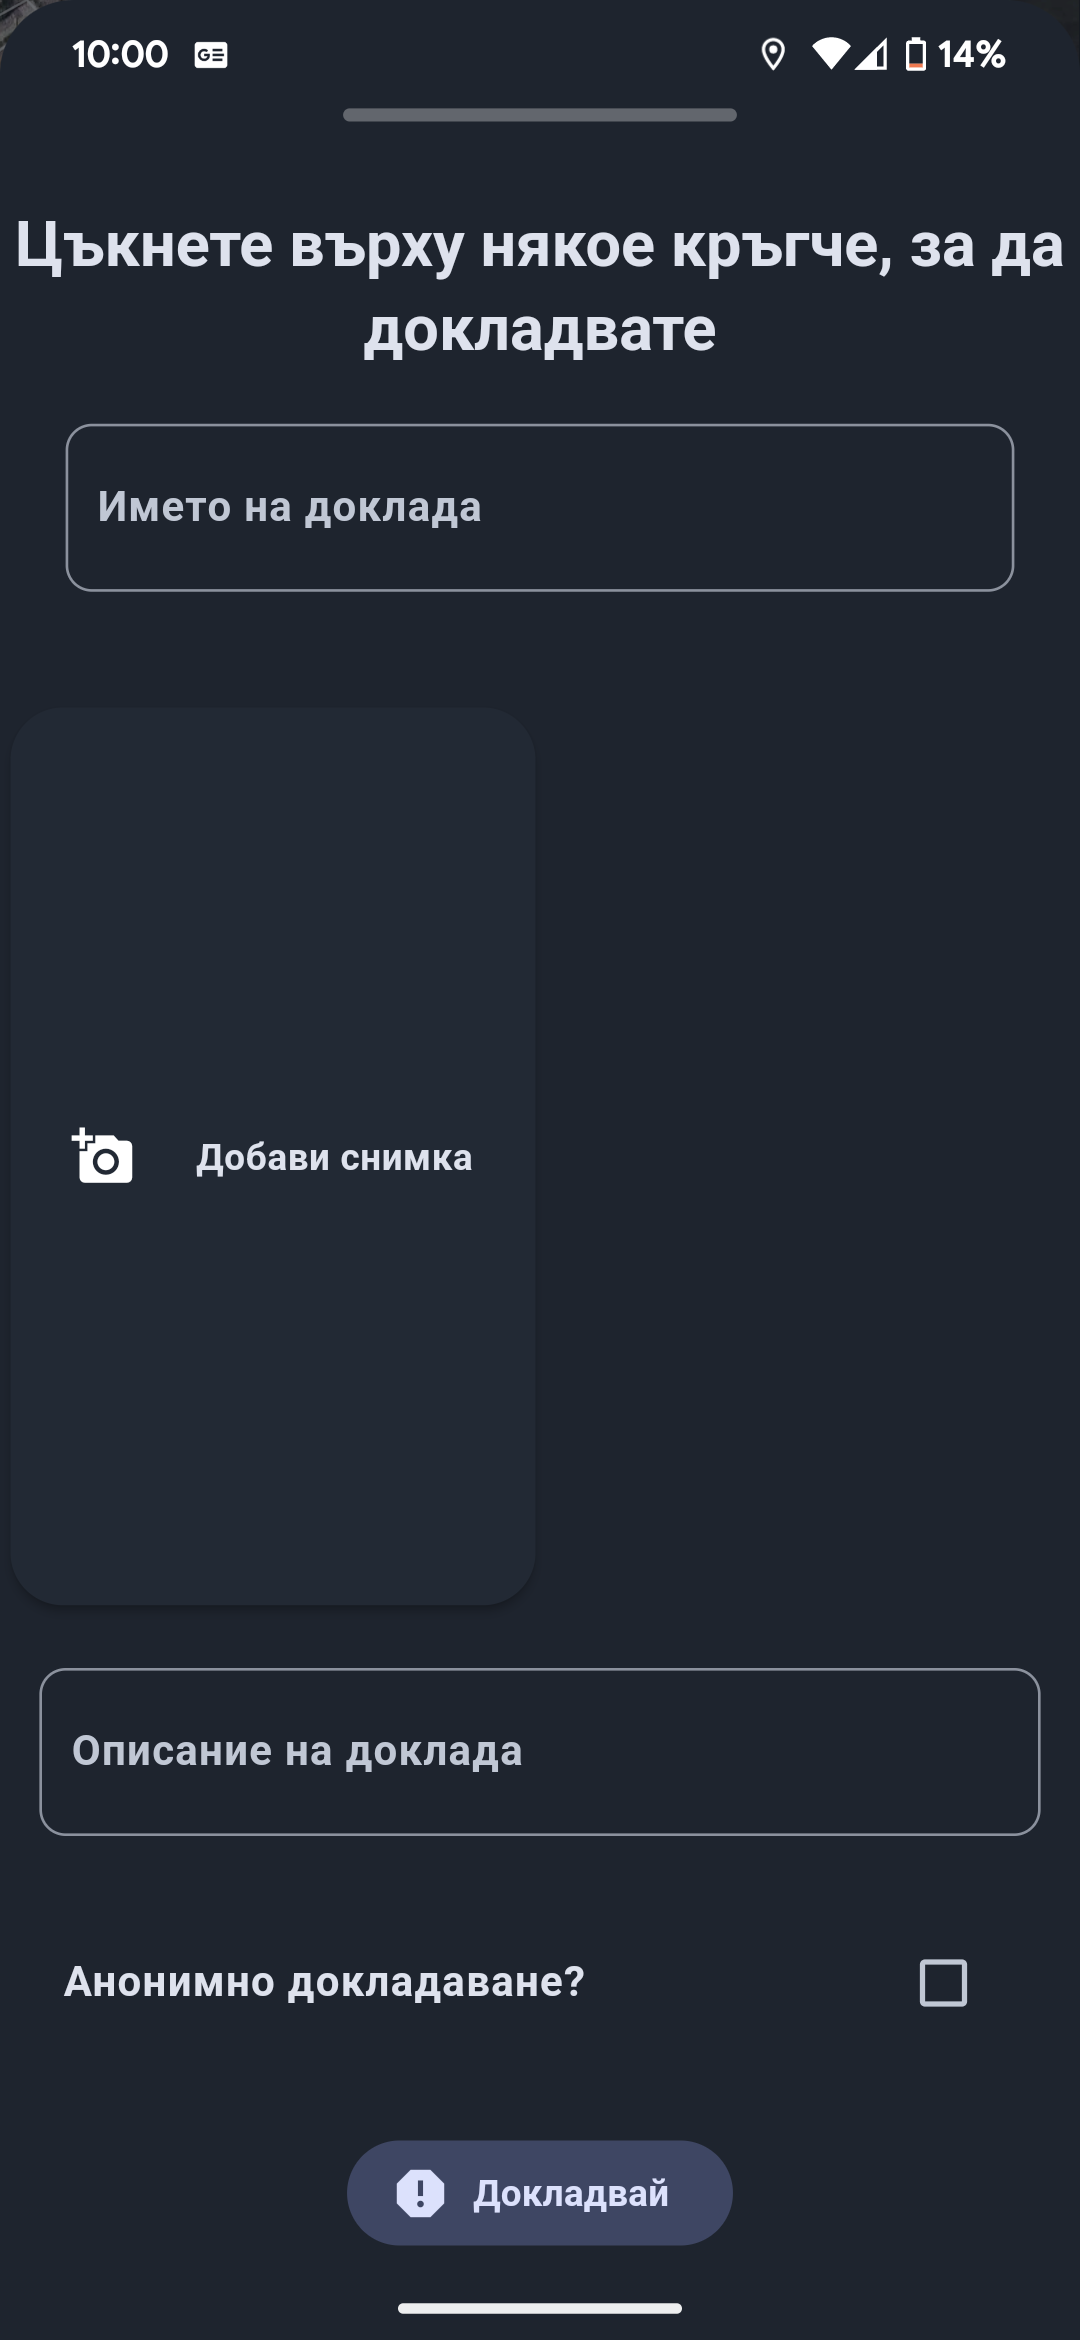 10:00
14%
Цъкнете върху някое кръгче, за да
докладвате
Името на доклада
Добави снимка
Описание на доклада
Анонимно докладаване?
Докладвай